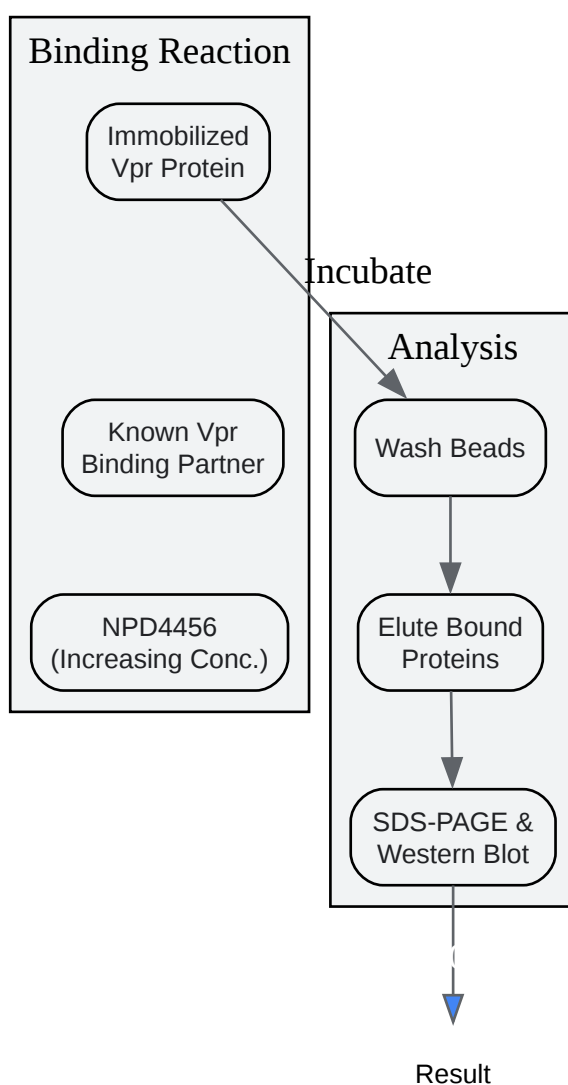 Binding Reaction
Immobilized
Vpr Protein
Incubate
Analysis
Known Vpr
Binding Partner
Wash Beads
NPD4456
(Increasing Conc.)
Elute Bound
Proteins
SDS-PAGE &
Western Blot
Result